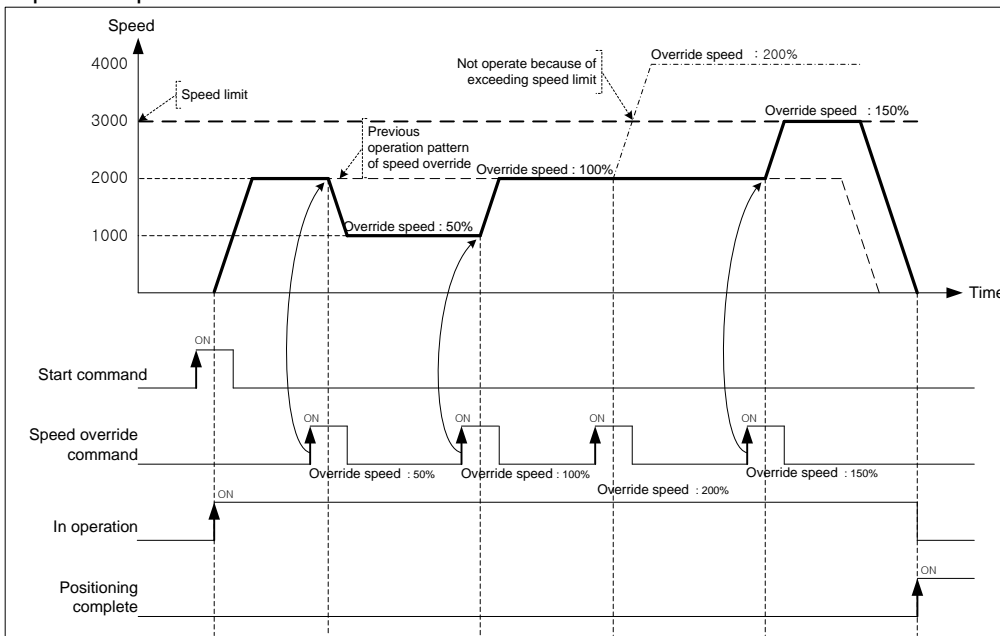 Speed
4000
Not operate because of
exceeding speed limit
Override speed : 200%
Speed limit
3000
Override speed : 150%
Previous
operation pattern
of speed override
2000
Override speed : 100%
1000
Override speed : 50%
Time
ON
Start command
ON
ON
ON
ON
Speed override
command
Override speed : 50%
Override speed : 100%
Override speed : 150%
ON
Override speed : 200%
In operation
ON
Positioning
complete